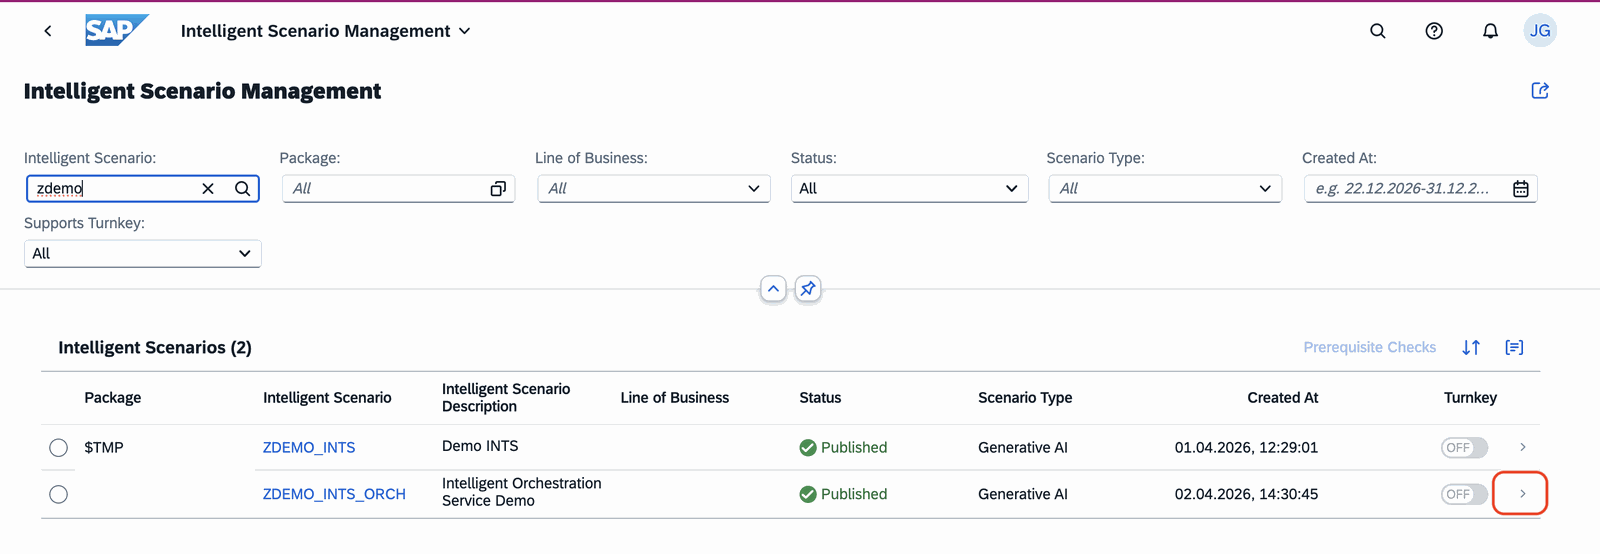 SAP Intelligent Scenario Management JG
Intelligent Scenario Management
Intelligent Scenario: Package: Line of Business: Status: Scenario Type: Created At:
zdemo All All All All e.g. 22.12.2026-31.12.2...
Supports Turnkey:
All
Intelligent Scenarios (2) Prerequisite Checks
Package Intelligent Scenario Intelligent Scenario Description Line of Business Status Scenario Type Created At Turnkey
$TMP ZDEMO_INTS Demo INTS Published Generative AI 01.04.2026, 12:29:01 OFF
ZDEMO_INTS_ORCH Intelligent Orchestration Service Demo Published Generative AI 02.04.2026, 14:30:45 OFF